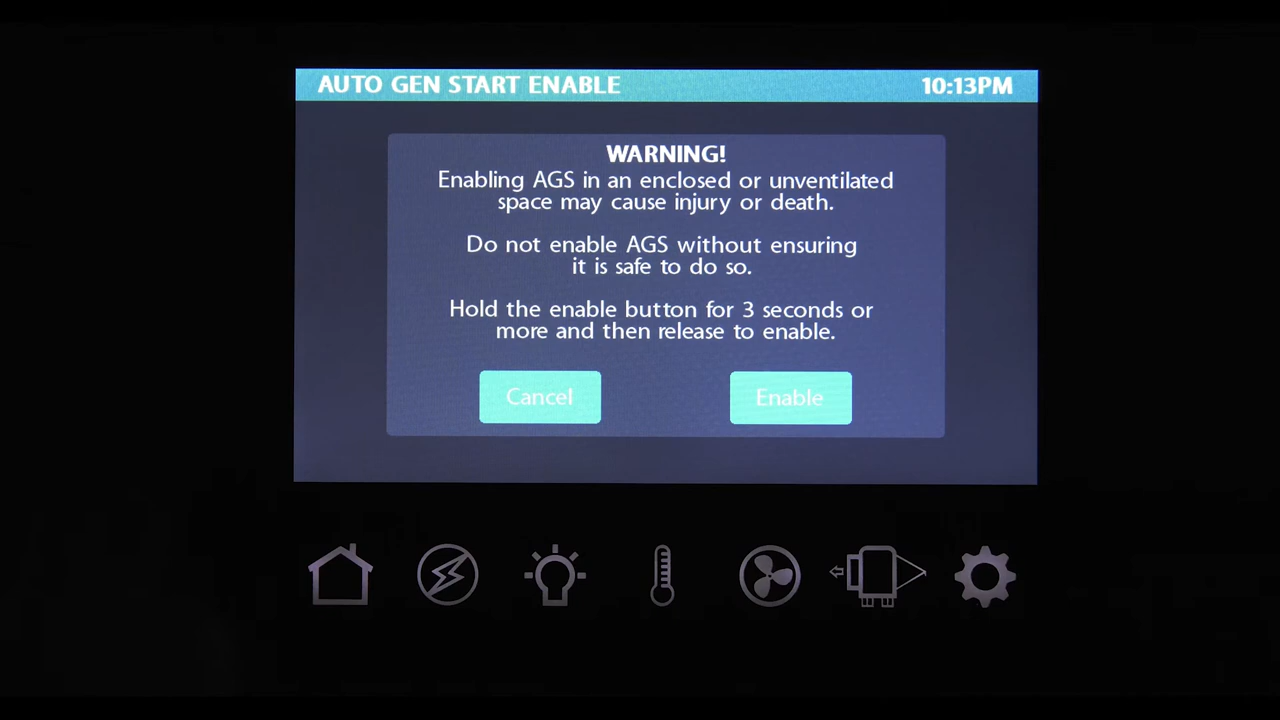 AUTO GEN START ENABLE 10:13PM
WARNING!
Enabling AGS in an enclosed or unventilated
space may cause injury or death.
Do not enable AGS without ensuring
it is safe to do so.
Hold the enable button for 3 seconds or
more and then release to enable.
Cancel Enable